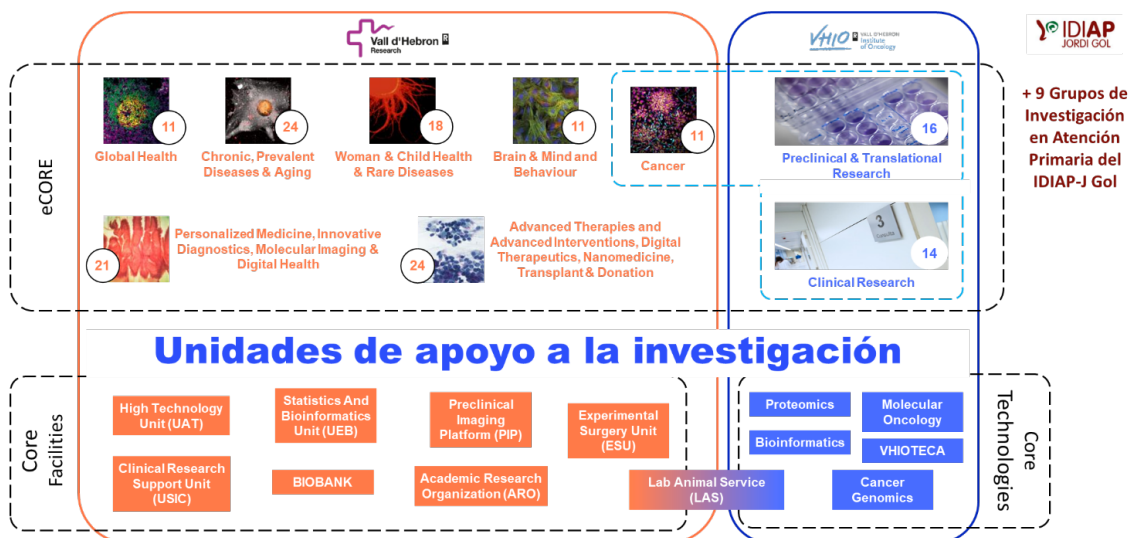 Vall d'Hebron
Research
VHIO
VALL D'HEBRON
Institute of
Oncology
IDIAP
JORDI GOL
+ 9 Grupos de
Investigación
en Atención
Primaria del
IDIAP-J Gol
eCORE
11
Global Health
24
Chronic, Prevalent
Diseases & Aging
18
Woman & Child Health
& Rare Diseases
11
Brain & Mind and
Behaviour
11
Cancer
16
Preclinical & Translational
Research
21
Personalized Medicine, Innovative
Diagnostics, Molecular Imaging &
Digital Health
24
Advanced Therapies and
Advanced Interventions, Digital
Therapeutics, Nanomedicine,
Transplant & Donation
3
14
Clinical Research
Unidades de apoyo a la investigación
Core
Facilities
High Technology
Unit (UAT)
Statistics And
Bioinformatics
Unit (UEB)
Preclinical
Imaging
Platform (PIP)
Experimental
Surgery Unit
(ESU)
Clinical Research
Support Unit
(USIC)
BIOBANK
Academic Research
Organization (ARO)
Lab Animal Service
(LAS)
Proteomics
Molecular
Oncology
Bioinformatics
VHIOTECA
Cancer
Genomics
Core
Technologies